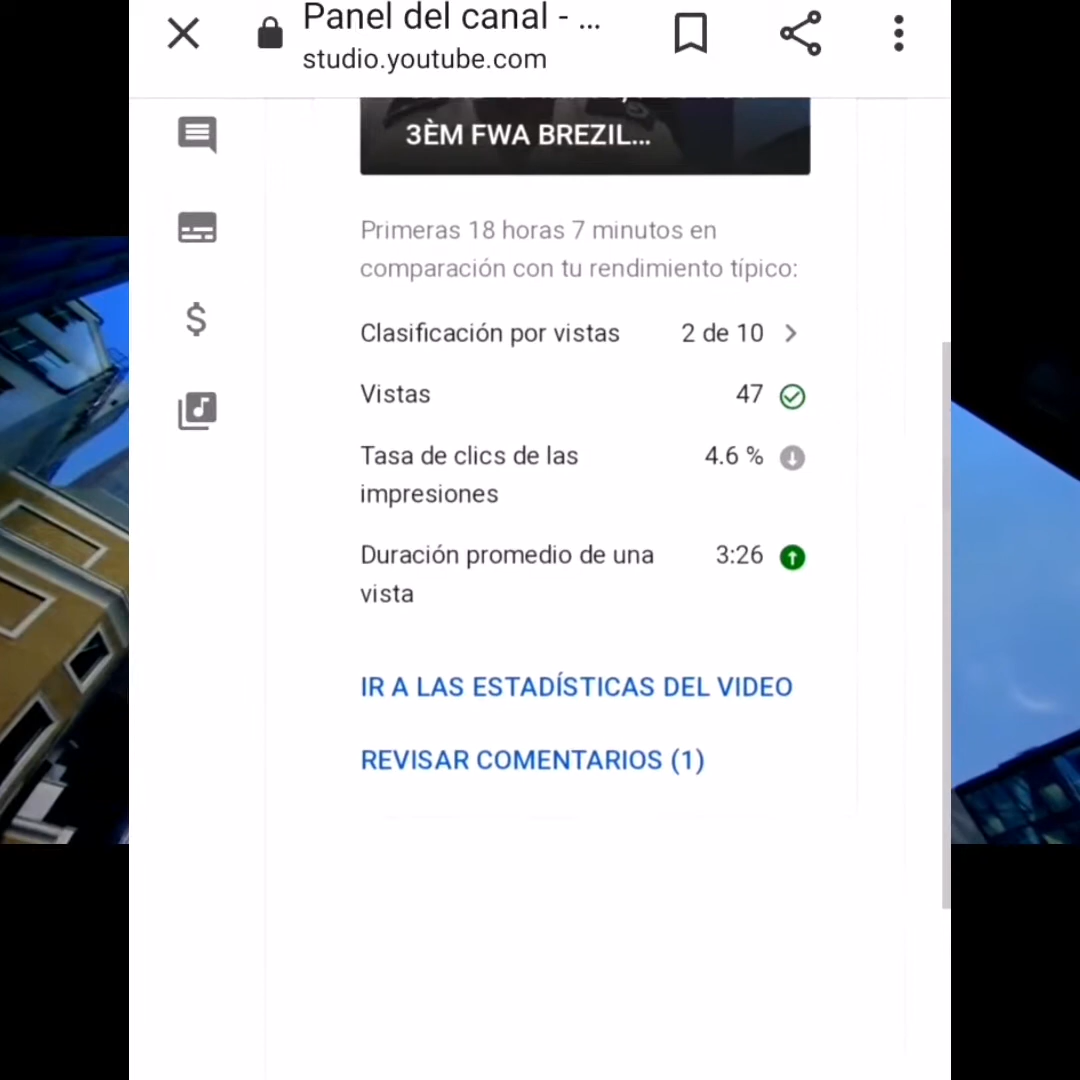 Panel del canal - ...
studio.youtube.com
3ÈM FWA BREZIL...
Primeras 18 horas 7 minutos en
comparación con tu rendimiento típico:
Clasificación por vistas 2 de 10
Vistas 47
Tasa de clics de las 4.6 %
impresiones
Duración promedio de una 3:26
vista
IR A LAS ESTADÍSTICAS DEL VIDEO
REVISAR COMENTARIOS (1)